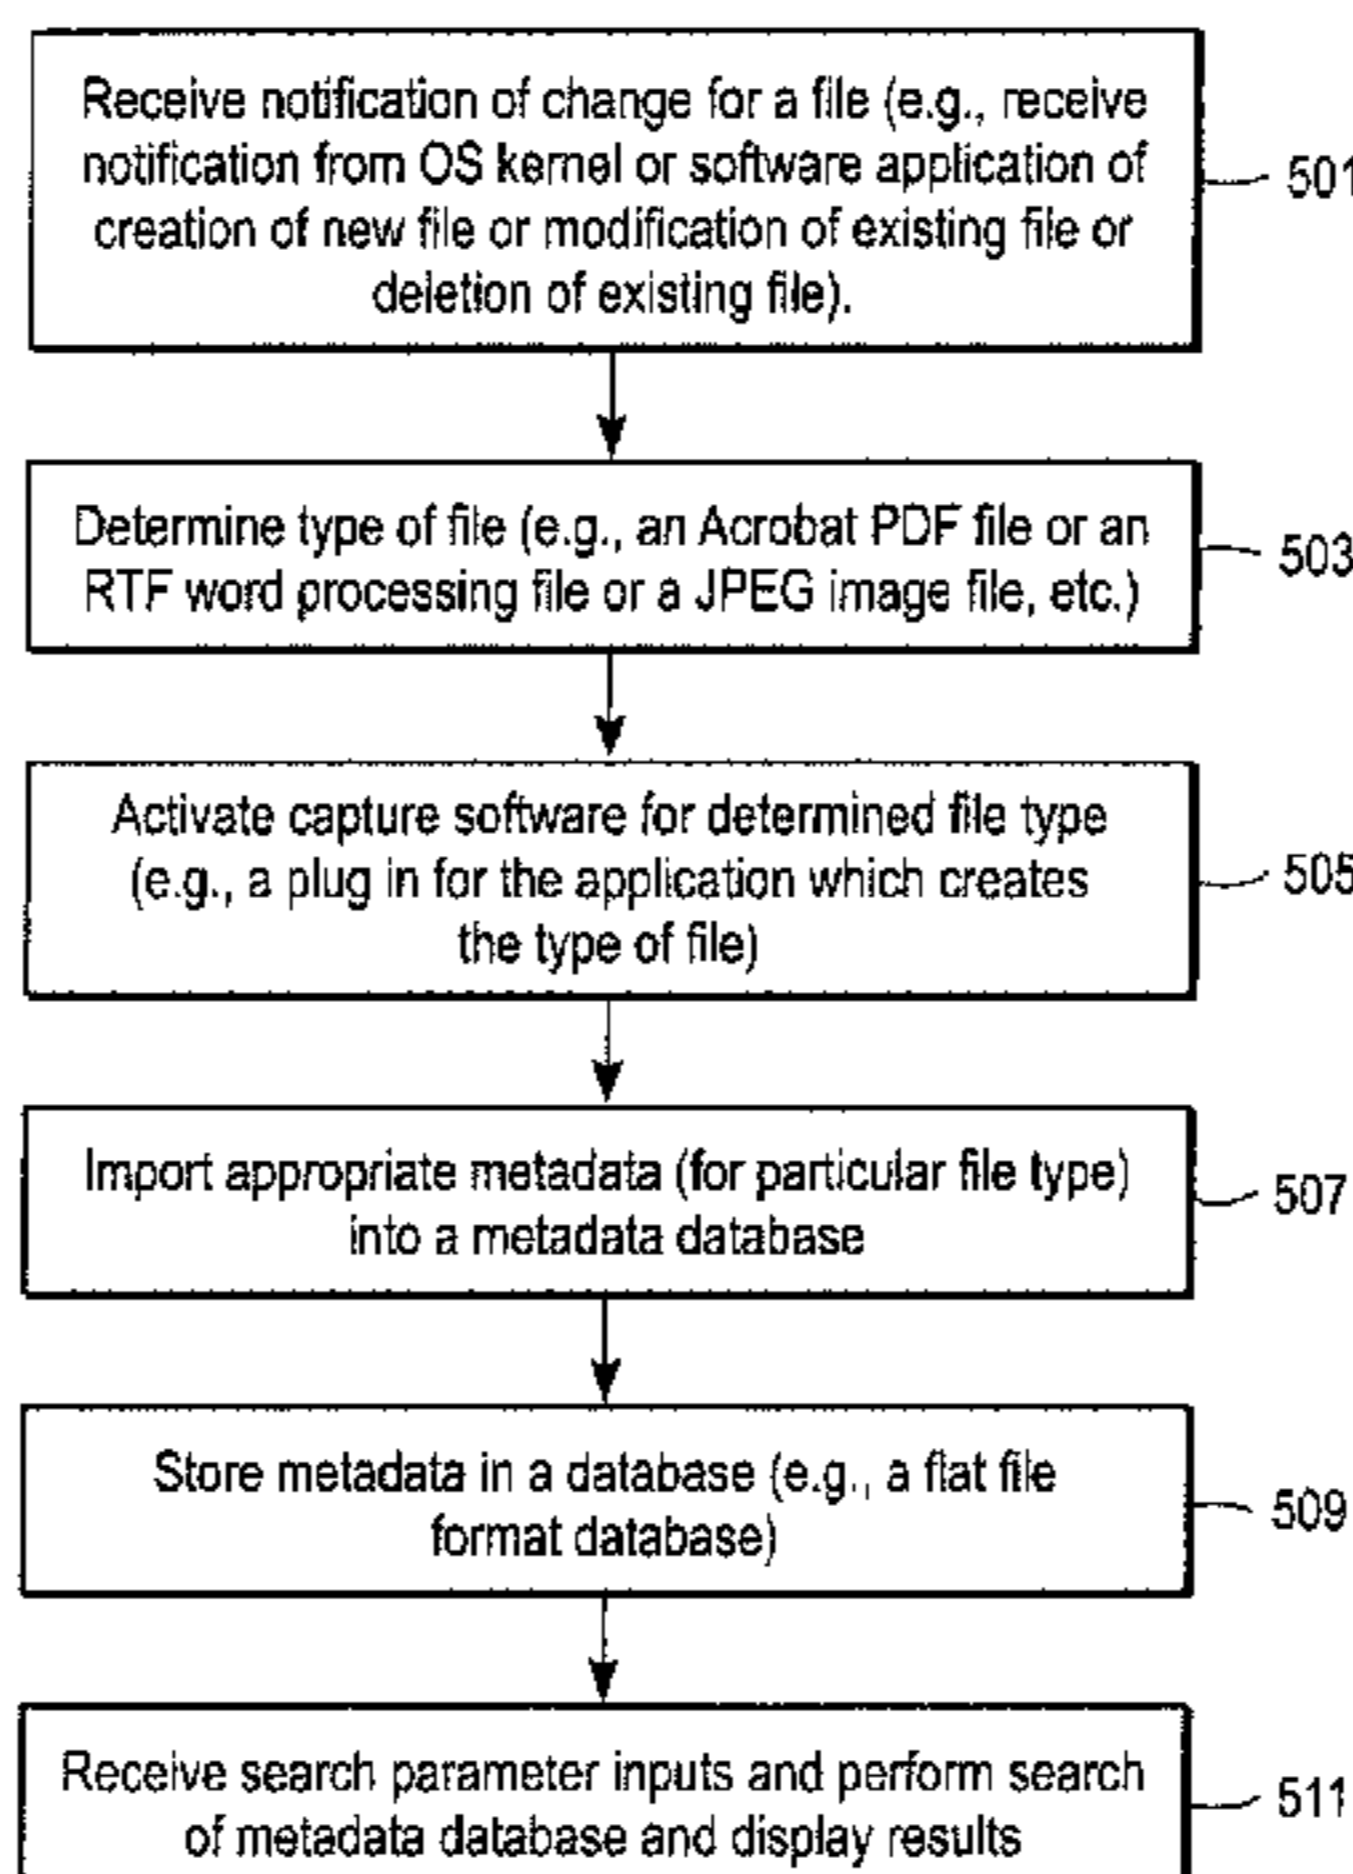 Receive notification of change for a file (e.g., receive
notification from OS kernel or software application of
creation of new file or modification of existing file or
deletion of existing file).
501
Determine type of file (e.g., an Acrobat PDF file or an
RTF word processing file or a JPEG image file, etc.)
503
Activate capture software for determined file type
(e.g., a plug in for the application which creates
the type of file)
505
Import appropriate metadata (for particular file type)
into a metadata database
507
Store metadata in a database (e.g., a flat file
format database)
509
Receive search parameter inputs and perform search
of metadata database and display results
511